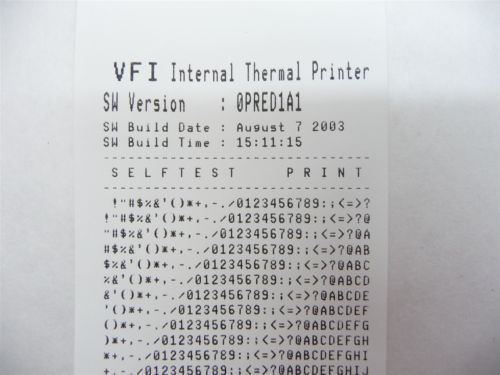 VFI Internal Thermal Printer
SW Version : 0PRED1A1
SW Build Date : August 7 2003
SW Build Time : 15:11:15
--------------------------------
S E L F T E S T   P R I N T
--------------------------------
 !"#$%&'()*+,-./0123456789:;<=>?
!"#$%&'()*+,-./0123456789:;<=>?@
"#$%&'()*+,-./0123456789:;<=>?@A
#$%&'()*+,-./0123456789:;<=>?@AB
$%&'()*+,-./0123456789:;<=>?@ABC
%&'()*+,-./0123456789:;<=>?@ABCD
&'()*+,-./0123456789:;<=>?@ABCDE
'()*+,-./0123456789:;<=>?@ABCDEF
()*+,-./0123456789:;<=>?@ABCDEFG
)*+,-./0123456789:;<=>?@ABCDEFGH
*+,-./0123456789:;<=>?@ABCDEFGHI
+,-./0123456789:;<=>?@ABCDEFGHIJ